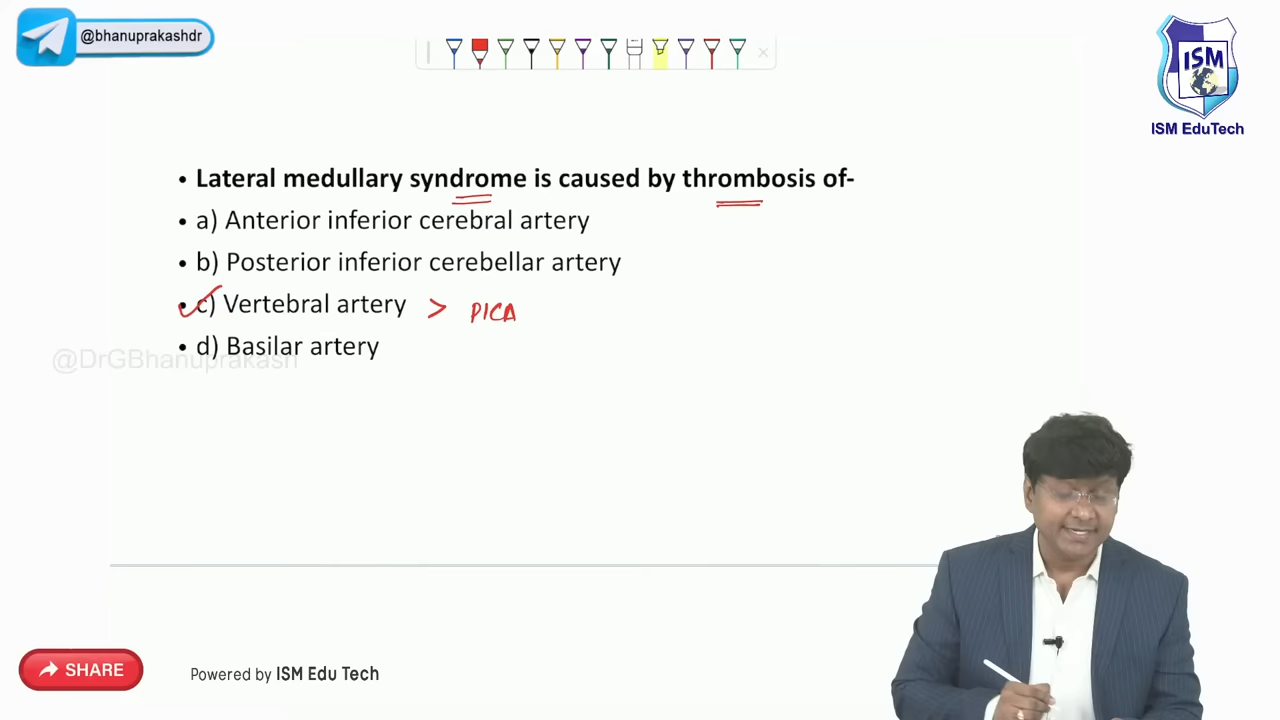 @bhanuprakashdr
ISM
ISM EduTech
• Lateral medullary syndrome is caused by thrombosis of-
• a) Anterior inferior cerebral artery
• b) Posterior inferior cerebellar artery
• c) Vertebral artery > PICA
• d) Basilar artery
@DrGBhanuprakash
SHARE
Powered by ISM Edu Tech